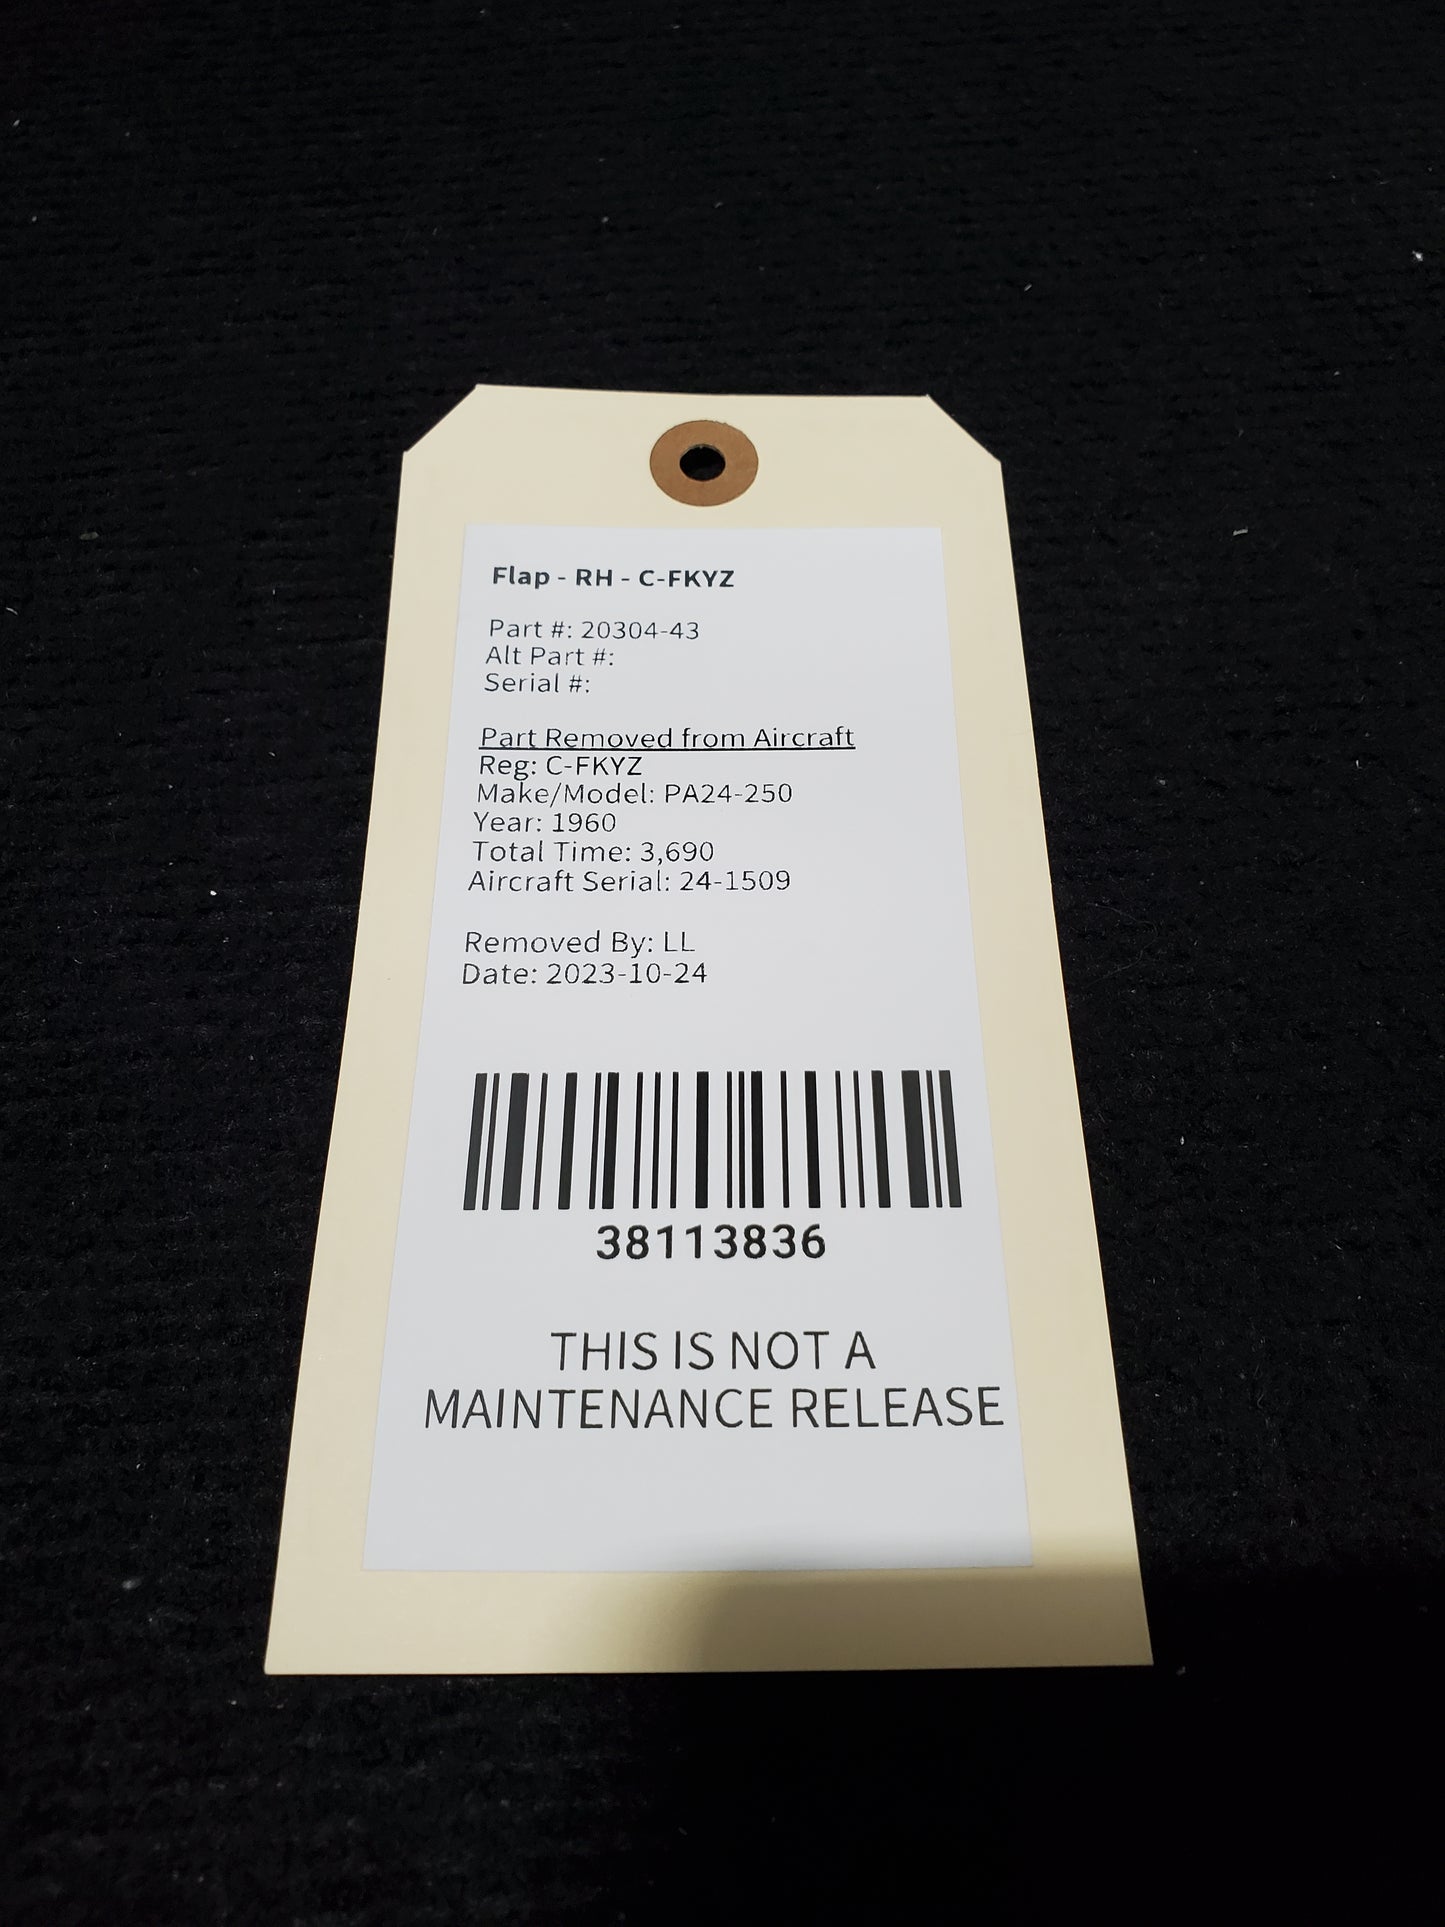 Flap - RH - C-FKYZ
Part #: 20304-43
Alt Part #:
Serial #:
Part Removed from Aircraft
Reg: C-FKYZ
Make/Model: PA24-250
Year: 1960
Total Time: 3,690
Aircraft Serial: 24-1509
Removed By: LL
Date: 2023-10-24
38113836
THIS IS NOT A
MAINTENANCE RELEASE